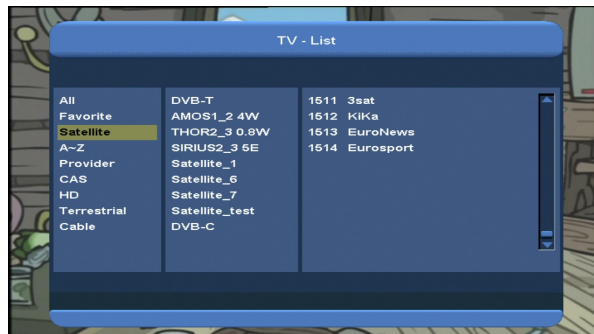 TV - List
All
Favorite
Satellite
A~Z
Provider
CAS
HD
Terrestrial
Cable
DVB-T
AMOS1_2 4W
THOR2_3 0.8W
SIRIUS2_3 5E
Satellite_1
Satellite_6
Satellite_7
Satellite_test
DVB-C
1511 3sat
1512 KiKa
1513 EuroNews
1514 Eurosport